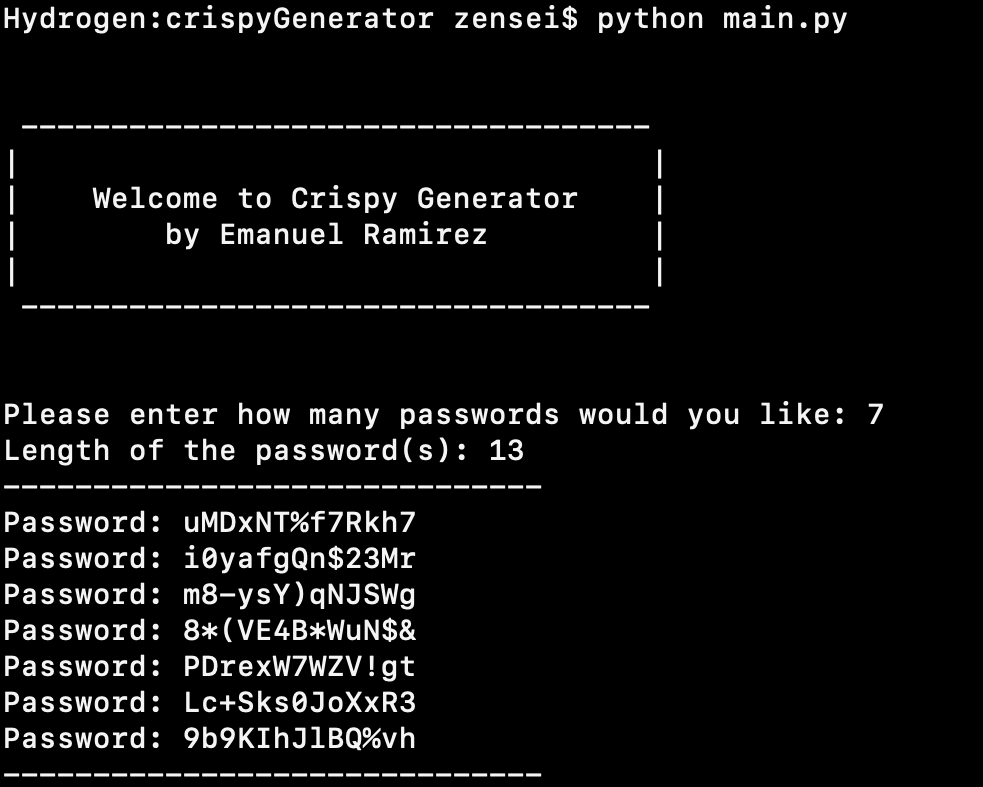 Hydrogen:crispyGenerator zensei$ python main.py
-----------------------------------
|                                   |
|    Welcome to Crispy Generator    |
|        by Emanuel Ramirez         |
|                                   |
-----------------------------------
Please enter how many passwords would you like: 7
Length of the password(s): 13
------------------------------
Password: uMDxNT%f7Rkh7
Password: i0yafgQn$23Mr
Password: m8-ysY)qNJSWg
Password: 8*(VE4B*WuN$&
Password: PDrexW7WZV!gt
Password: Lc+Sks0JoXxR3
Password: 9b9KIhJlBQ%vh
------------------------------